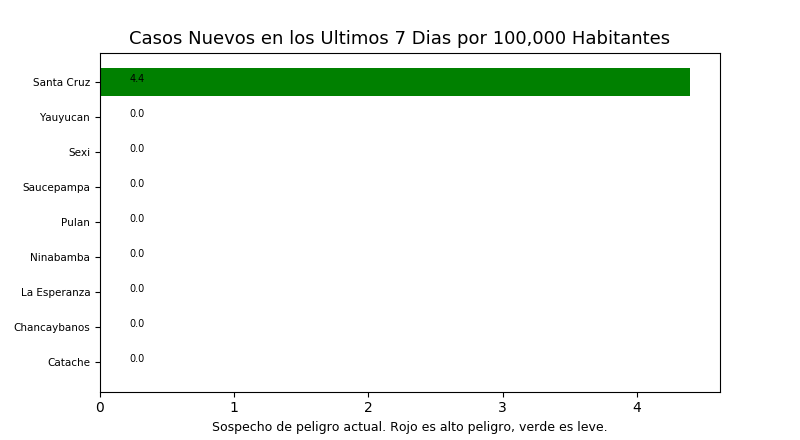 Casos Nuevos en los Ultimos 7 Dias por 100,000 Habitantes
Santa Cruz 4.4
Yauyucan 0.0
Sexi 0.0
Saucepampa 0.0
Pulan 0.0
Ninabamba 0.0
La Esperanza 0.0
Chancaybanos 0.0
Catache 0.0
0 1 2 3 4
Sospecho de peligro actual. Rojo es alto peligro, verde es leve.